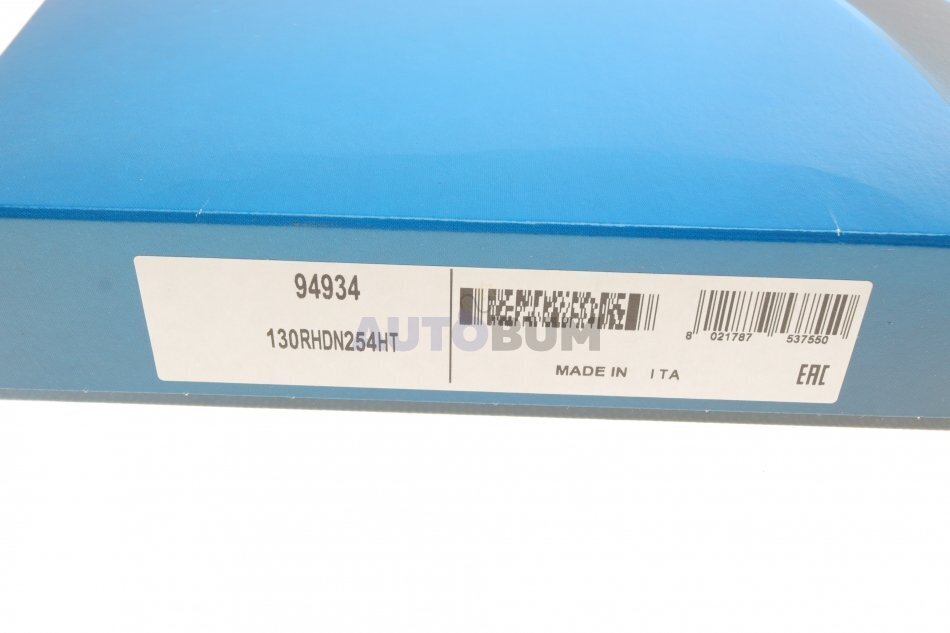 94934
130RHDN254HT
8 021787 537550
MADE IN ITA
EAC
AUTOBUM